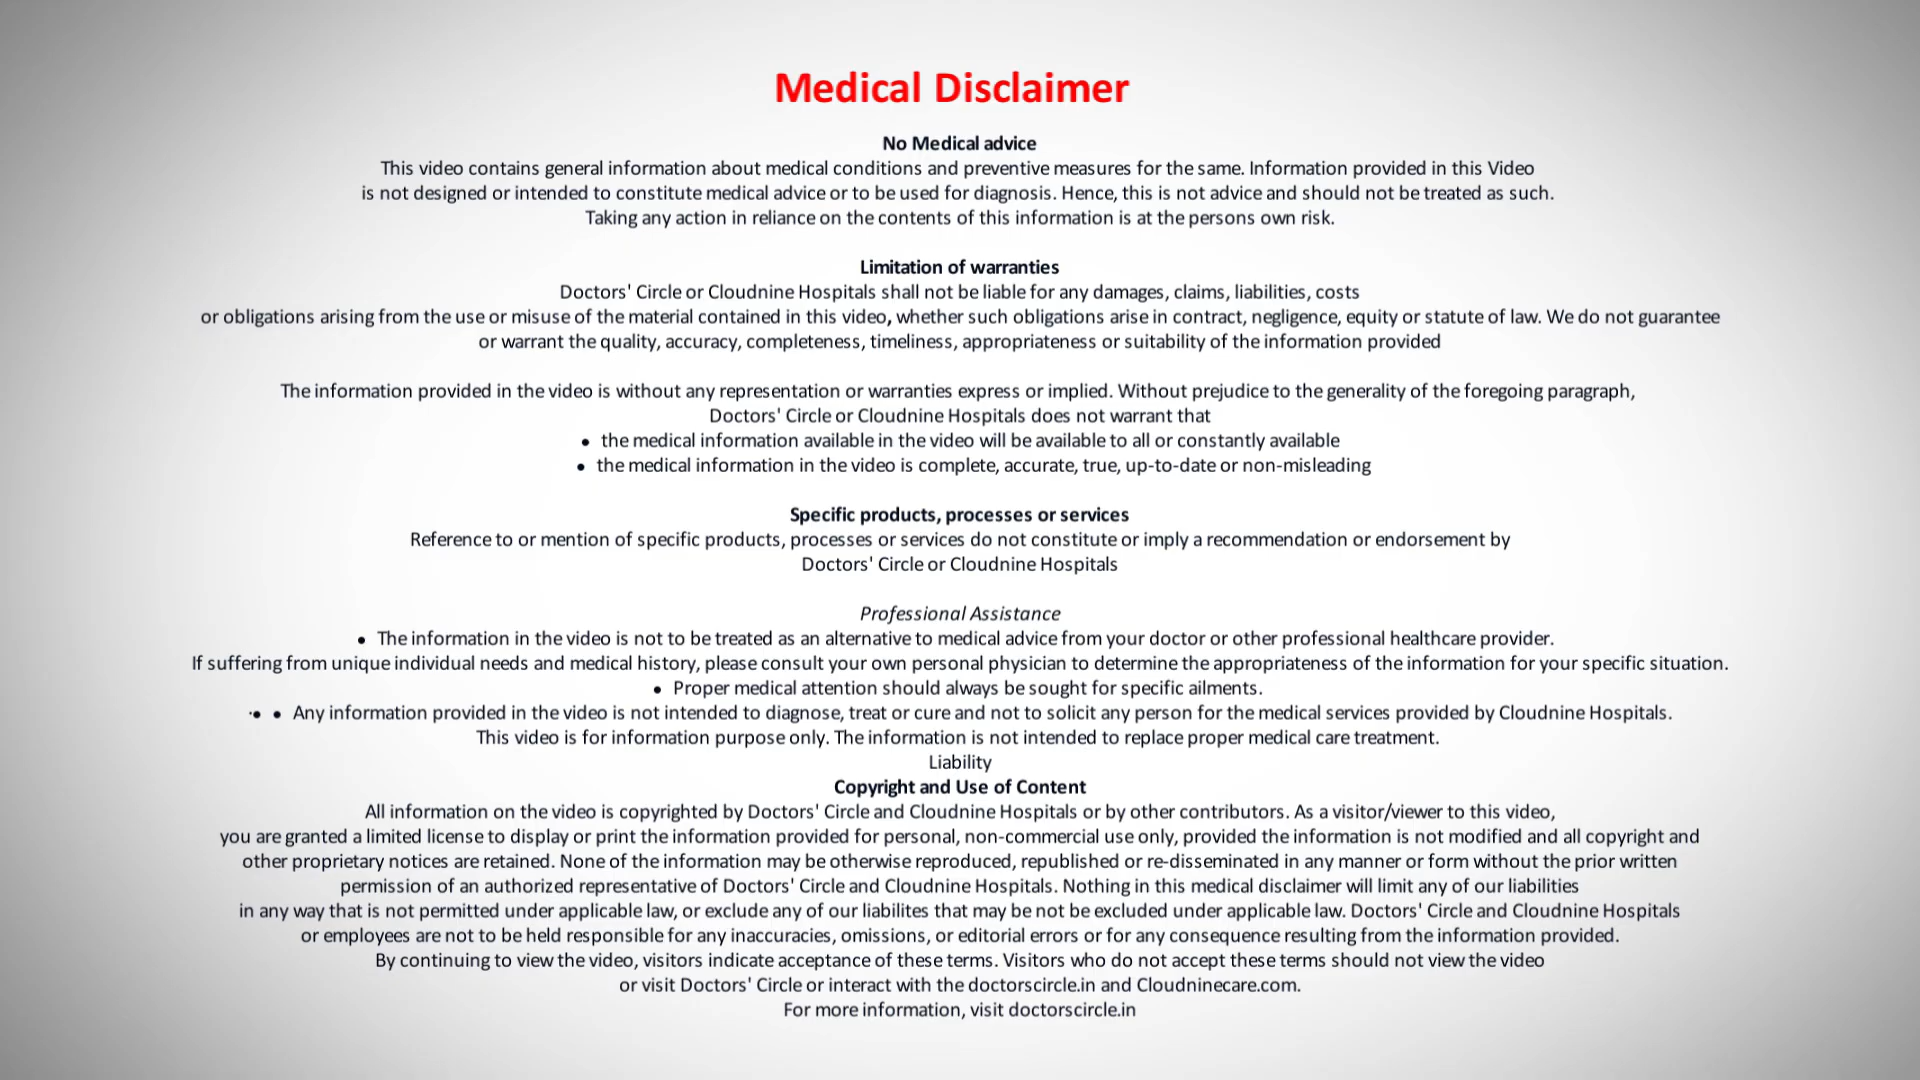 Medical Disclaimer
No Medical advice
This video contains general information about medical conditions and preventive measures for the same. Information provided in this Video
is not designed or intended to constitute medical advice or to be used for diagnosis. Hence, this is not advice and should not be treated as such.
Taking any action in reliance on the contents of this information is at the persons own risk.
Limitation of warranties
Doctors' Circle or Cloudnine Hospitals shall not be liable for any damages, claims, liabilities, costs
or obligations arising from the use or misuse of the material contained in this video, whether such obligations arise in contract, negligence, equity or statute of law. We do not guarantee
or warrant the quality, accuracy, completeness, timeliness, appropriateness or suitability of the information provided
The information provided in the video is without any representation or warranties express or implied. Without prejudice to the generality of the foregoing paragraph,
Doctors' Circle or Cloudnine Hospitals does not warrant that
• the medical information available in the video will be available to all or constantly available
• the medical information in the video is complete, accurate, true, up-to-date or non-misleading
Specific products, processes or services
Reference to or mention of specific products, processes or services do not constitute or imply a recommendation or endorsement by
Doctors' Circle or Cloudnine Hospitals
Professional Assistance
• The information in the video is not to be treated as an alternative to medical advice from your doctor or other professional healthcare provider.
If suffering from unique individual needs and medical history, please consult your own personal physician to determine the appropriateness of the information for your specific situation.
• Proper medical attention should always be sought for specific ailments.
·• • Any information provided in the video is not intended to diagnose, treat or cure and not to solicit any person for the medical services provided by Cloudnine Hospitals.
This video is for information purpose only. The information is not intended to replace proper medical care treatment.
Liability
Copyright and Use of Content
All information on the video is copyrighted by Doctors' Circle and Cloudnine Hospitals or by other contributors. As a visitor/viewer to this video,
you are granted a limited license to display or print the information provided for personal, non-commercial use only, provided the information is not modified and all copyright and
other proprietary notices are retained. None of the information may be otherwise reproduced, republished or re-disseminated in any manner or form without the prior written
permission of an authorized representative of Doctors' Circle and Cloudnine Hospitals. Nothing in this medical disclaimer will limit any of our liabilities
in any way that is not permitted under applicable law, or exclude any of our liabilites that may be not be excluded under applicable law. Doctors' Circle and Cloudnine Hospitals
or employees are not to be held responsible for any inaccuracies, omissions, or editorial errors or for any consequence resulting from the information provided.
By continuing to view the video, visitors indicate acceptance of these terms. Visitors who do not accept these terms should not view the video
or visit Doctors' Circle or interact with the doctorscircle.in and Cloudninecare.com.
For more information, visit doctorscircle.in